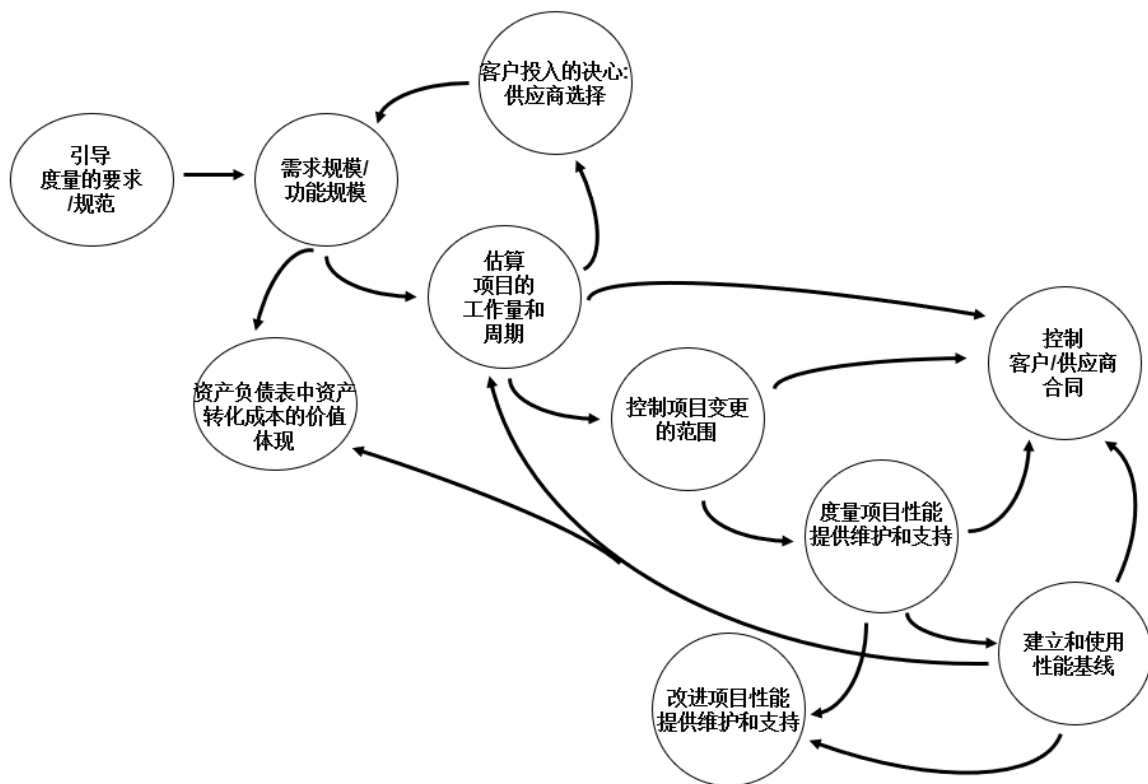 客户投入的决心:
供应商选择
引导
度量的要求
/规范
需求规模/
功能规模
估算
项目的
工作量和
周期
控制
客户/供应商
合同
资产负债表中资产
转化成本的价值
体现
控制项目变更
的范围
度量项目性能
提供维护和支持
建立和使用
性能基线
改进项目性能
提供维护和支持